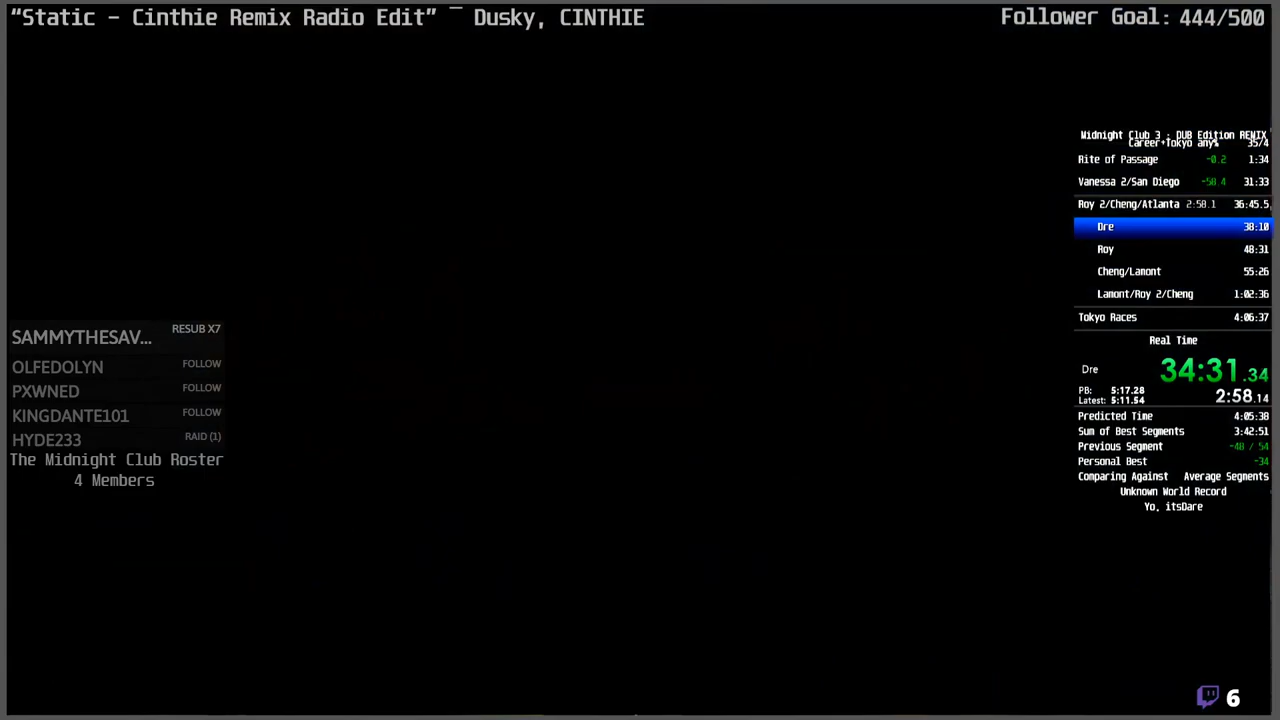 “Static - Cinthie Remix Radio Edit” ¯ Dusky, CINTHIE
Follower Goal: 444/500
Midnight Club 3 : DUB Edition REMIX
Career+Tokyo any% 35/4
Rite of Passage -0.2 1:34
Vanessa 2/San Diego -58.4 31:33
Roy 2/Cheng/Atlanta 2:58.1 36:45.5
Dre 38:10
Roy 48:31
Cheng/Lamont 55:26
Lamont/Roy 2/Cheng 1:02:36
Tokyo Races 4:06:37
Real Time
Dre 34:31.34
PB: 5:17.28
Latest: 5:11.54 2:58.14
Predicted Time 4:05:38
Sum of Best Segments 3:42:51
Previous Segment -48 / 54
Personal Best -34
Comparing Against Average Segments
Unknown World Record
Yo, itsDare
SAMMYTHESAV... RESUB X7
OLFEDOLYN FOLLOW
PXWNED FOLLOW
KINGDANTE101 FOLLOW
HYDE233 RAID (1)
The Midnight Club Roster
4 Members
6